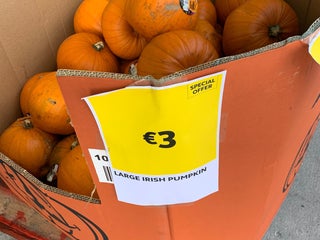 SPECIAL
OFFER
€3
10
LARGE IRISH PUMPKIN